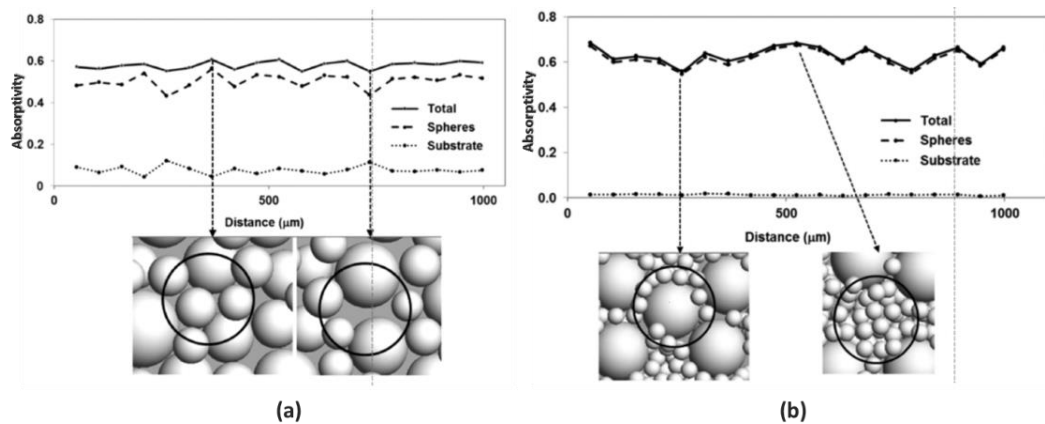 0.8
0.6
0.4
0.2
0
Absorptivity
Total
Spheres
Substrate
0
500
1000
Distance (μm)
(a)
0.8
0.6
0.4
0.2
0.0
Absorptivity
Total
Spheres
Substrate
0
500
1000
Distance (μm)
(b)